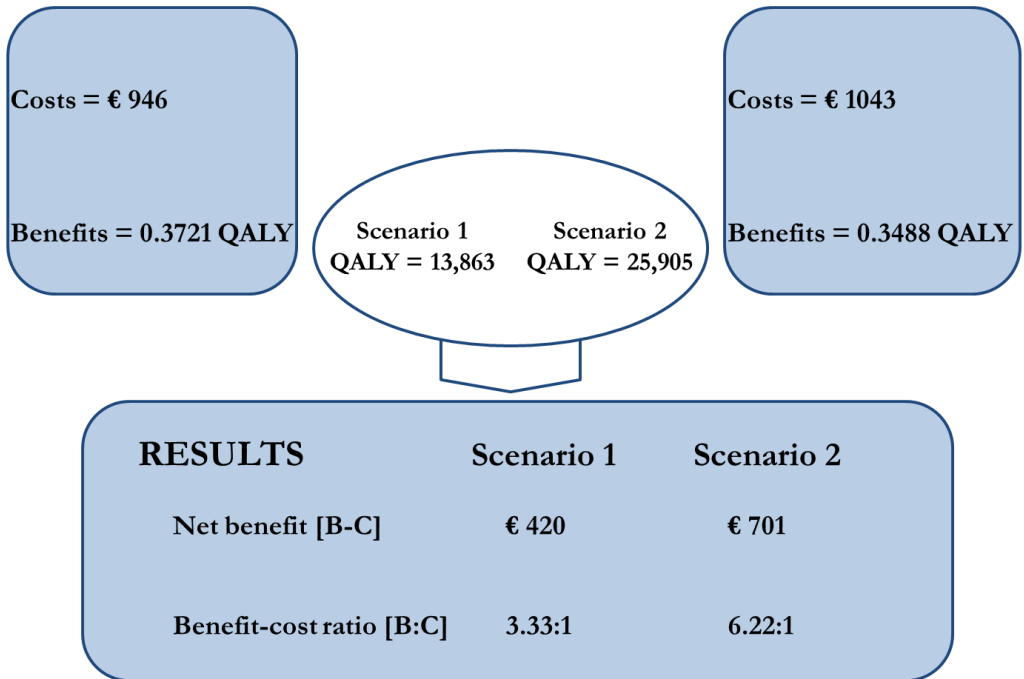 Costs = € 946
Benefits = 0.3721 QALY
Costs = € 1043
Benefits = 0.3488 QALY
Scenario 1 Scenario 2
QALY = 13,863 QALY = 25,905
RESULTS Scenario 1 Scenario 2
Net benefit [B-C] € 420 € 701
Benefit-cost ratio [B:C] 3.33:1 6.22:1